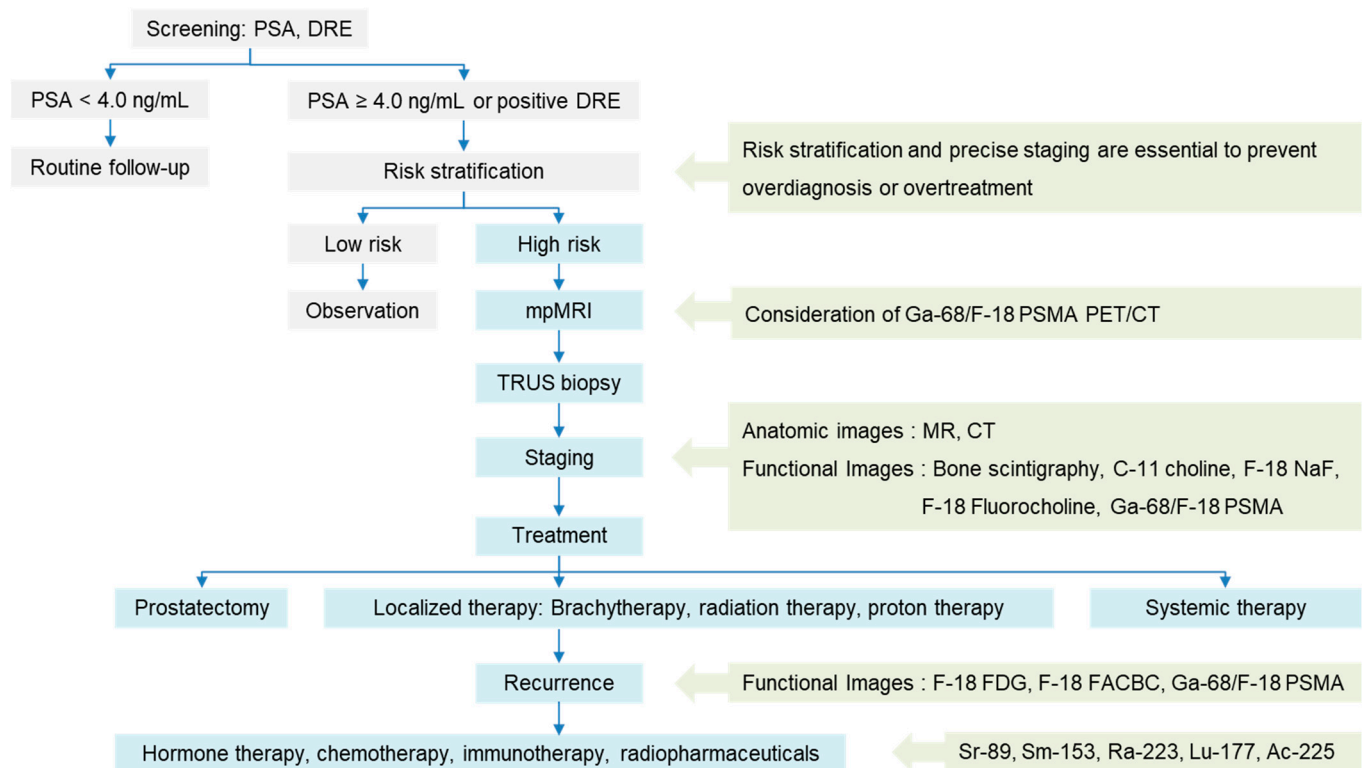 Screening: PSA, DRE
PSA < 4.0 ng/mL
PSA ≥ 4.0 ng/mL or positive DRE
Routine follow-up
Risk stratification
Risk stratification and precise staging are essential to prevent
overdiagnosis or overtreatment
Low risk
High risk
Observation
mpMRI
Consideration of Ga-68/F-18 PSMA PET/CT
TRUS biopsy
Staging
Anatomic images : MR, CT
Functional Images : Bone scintigraphy, C-11 choline, F-18 NaF,
F-18 Fluorocholine, Ga-68/F-18 PSMA
Treatment
Prostatectomy
Localized therapy: Brachytherapy, radiation therapy, proton therapy
Systemic therapy
Recurrence
Functional Images : F-18 FDG, F-18 FACBC, Ga-68/F-18 PSMA
Hormone therapy, chemotherapy, immunotherapy, radiopharmaceuticals
Sr-89, Sm-153, Ra-223, Lu-177, Ac-225